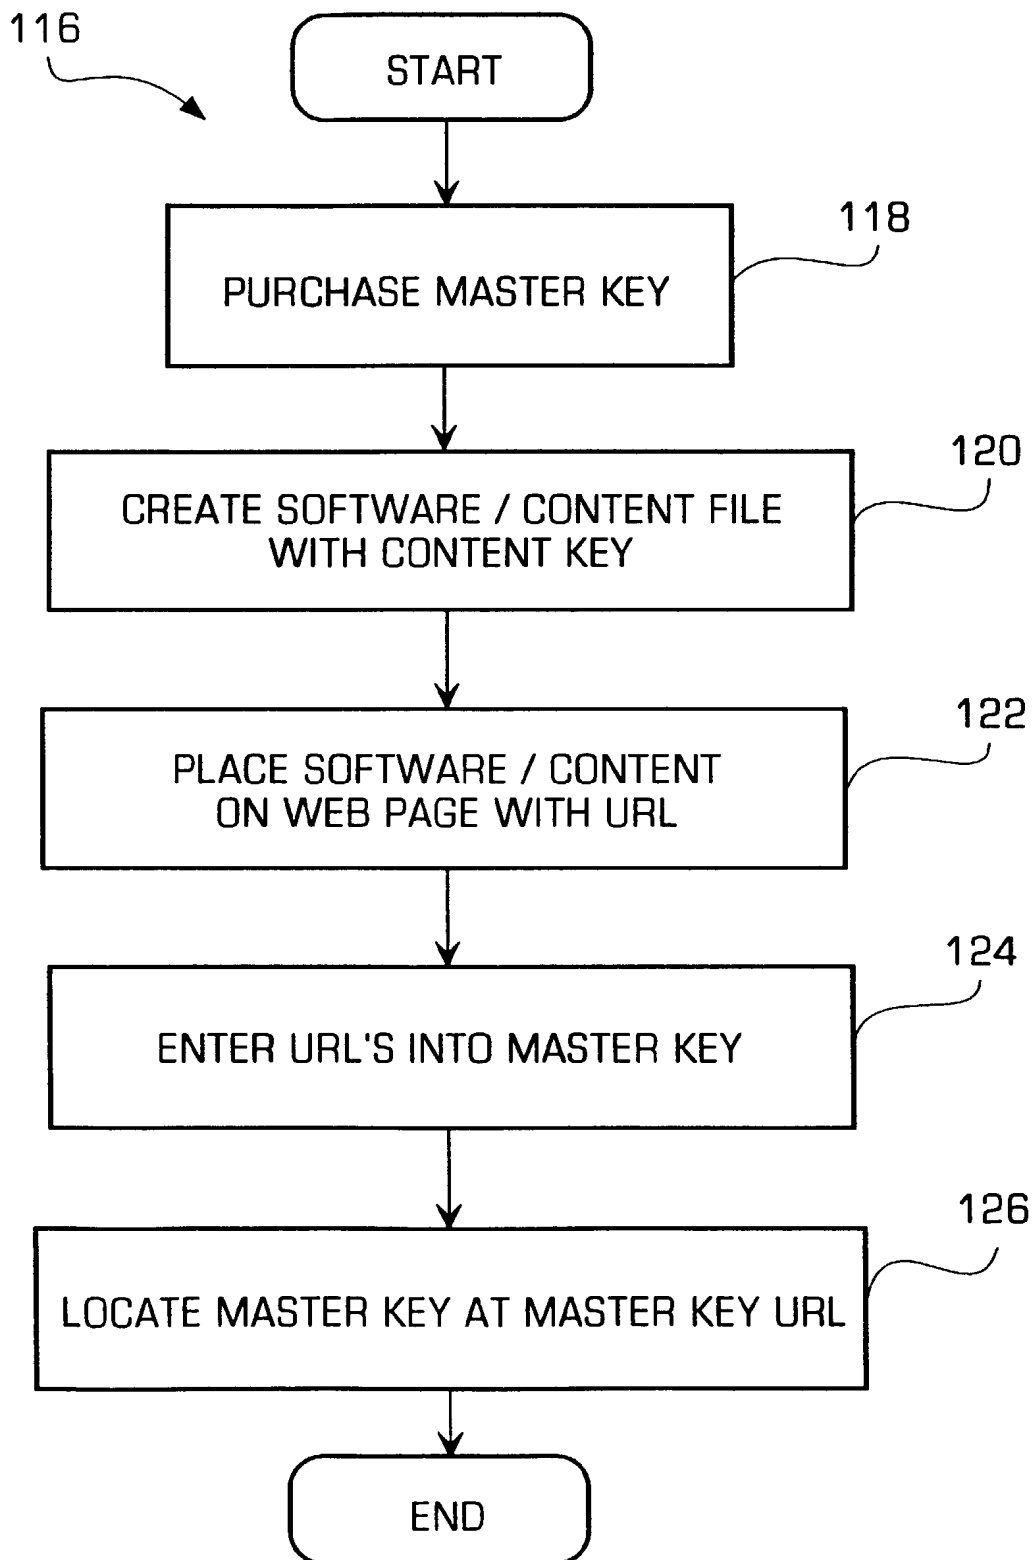 116
START
118
PURCHASE MASTER KEY
120
CREATE SOFTWARE / CONTENT FILE
WITH CONTENT KEY
122
PLACE SOFTWARE / CONTENT
ON WEB PAGE WITH URL
124
ENTER URL'S INTO MASTER KEY
126
LOCATE MASTER KEY AT MASTER KEY URL
END